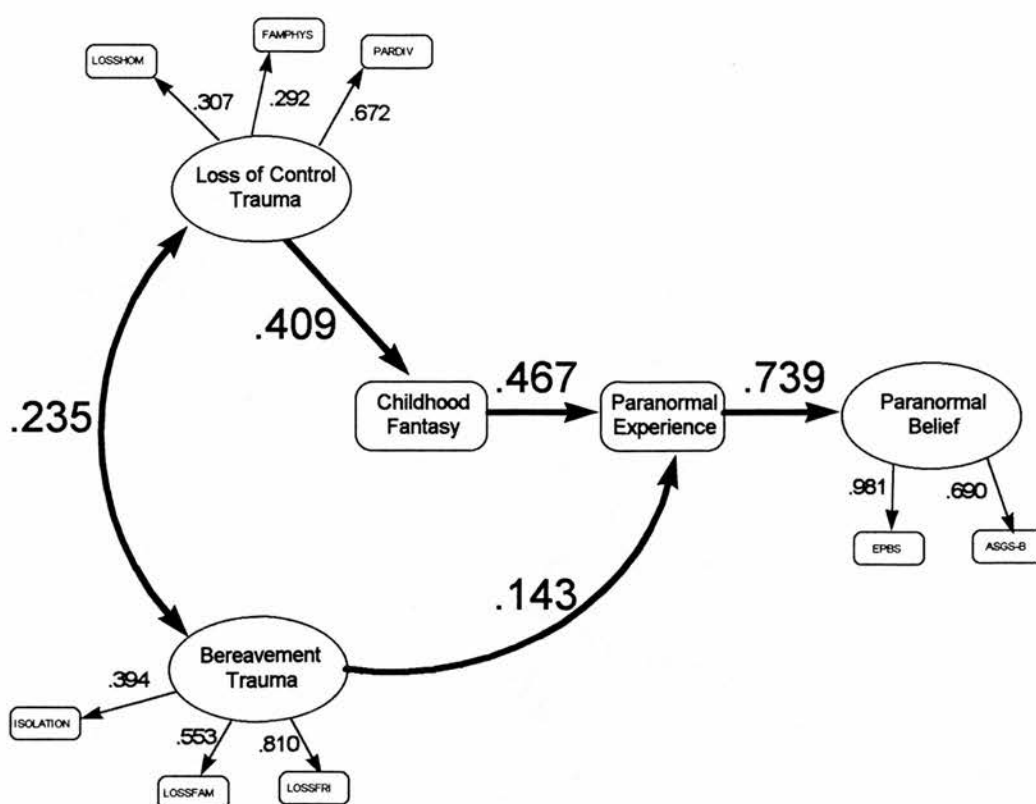 FAMPHYS
LOSSHOM
PARDIV
.307
.292
.672
Loss of Control
Trauma
.409
.235
.467
.739
Childhood
Fantasy
Paranormal
Experience
Paranormal
Belief
.981
.690
EPBS
ASGS-B
.143
Bereavement
Trauma
.394
ISOLATION
.553
.810
LOSSFAM
LOSSFRI